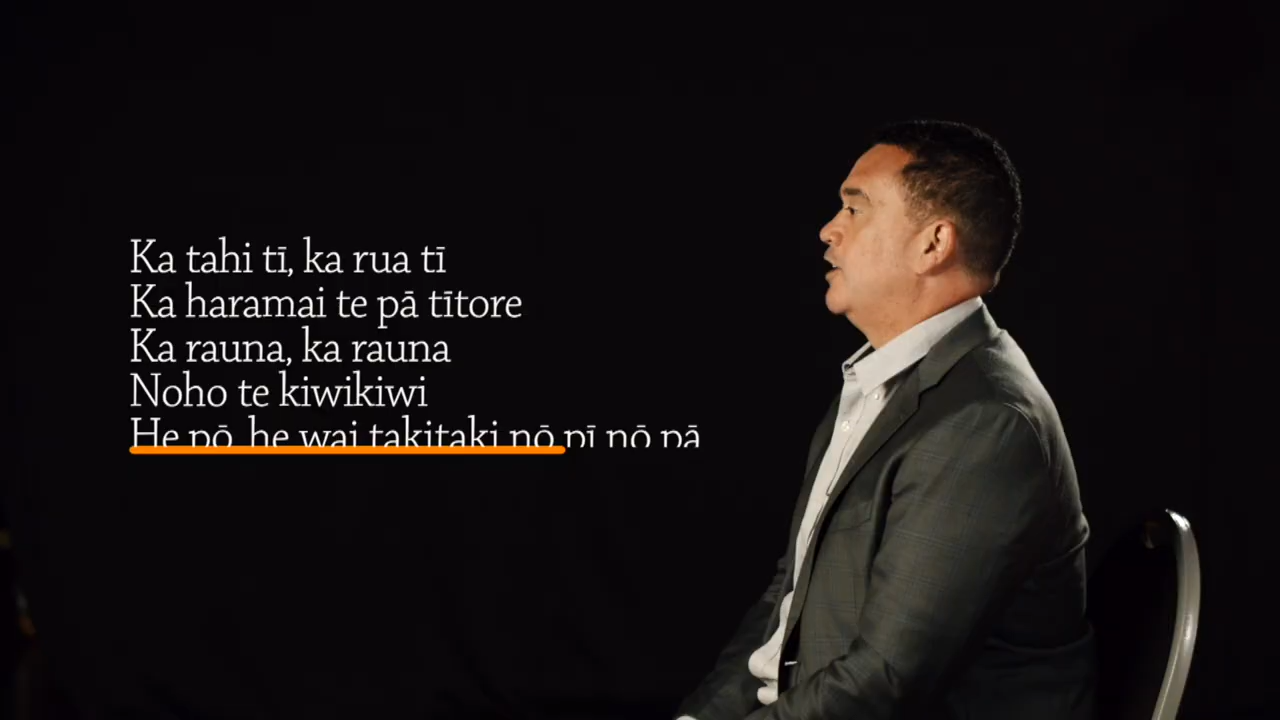 Ka tahi tī, ka rua tī
Ka haramai te pā tītore
Ka rauna, ka rauna
Noho te kiwikiwi
He pō, he wai takitaki nō pī nō pā